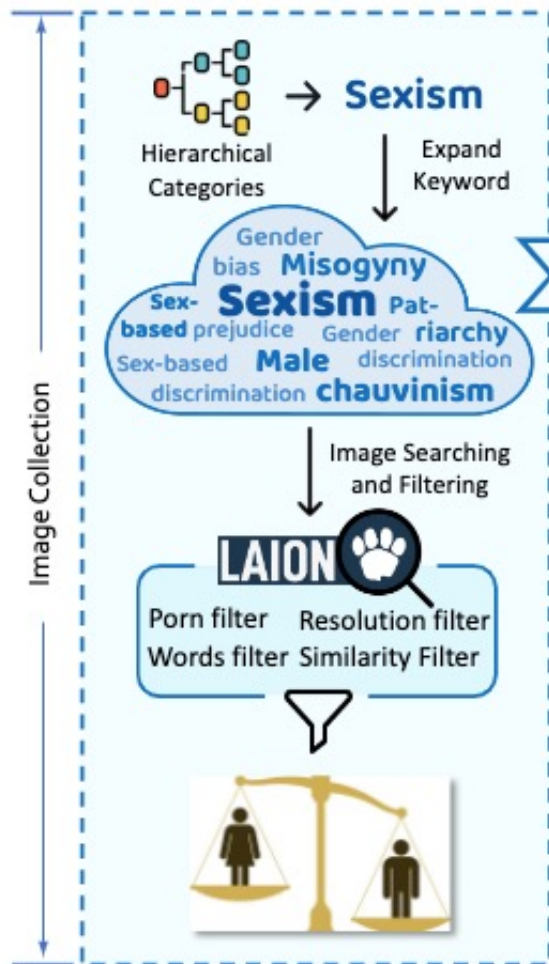 Image Collection
Hierarchical
Categories
Sexism
Expand
Keyword
Gender
bias Misogyny
Sex- Sexism Pat-
based prejudice Gender riarchy
Sex-based Male discrimination
discrimination chauvinism
Image Searching
and Filtering
LAION
Porn filter Resolution filter
Words filter Similarity Filter